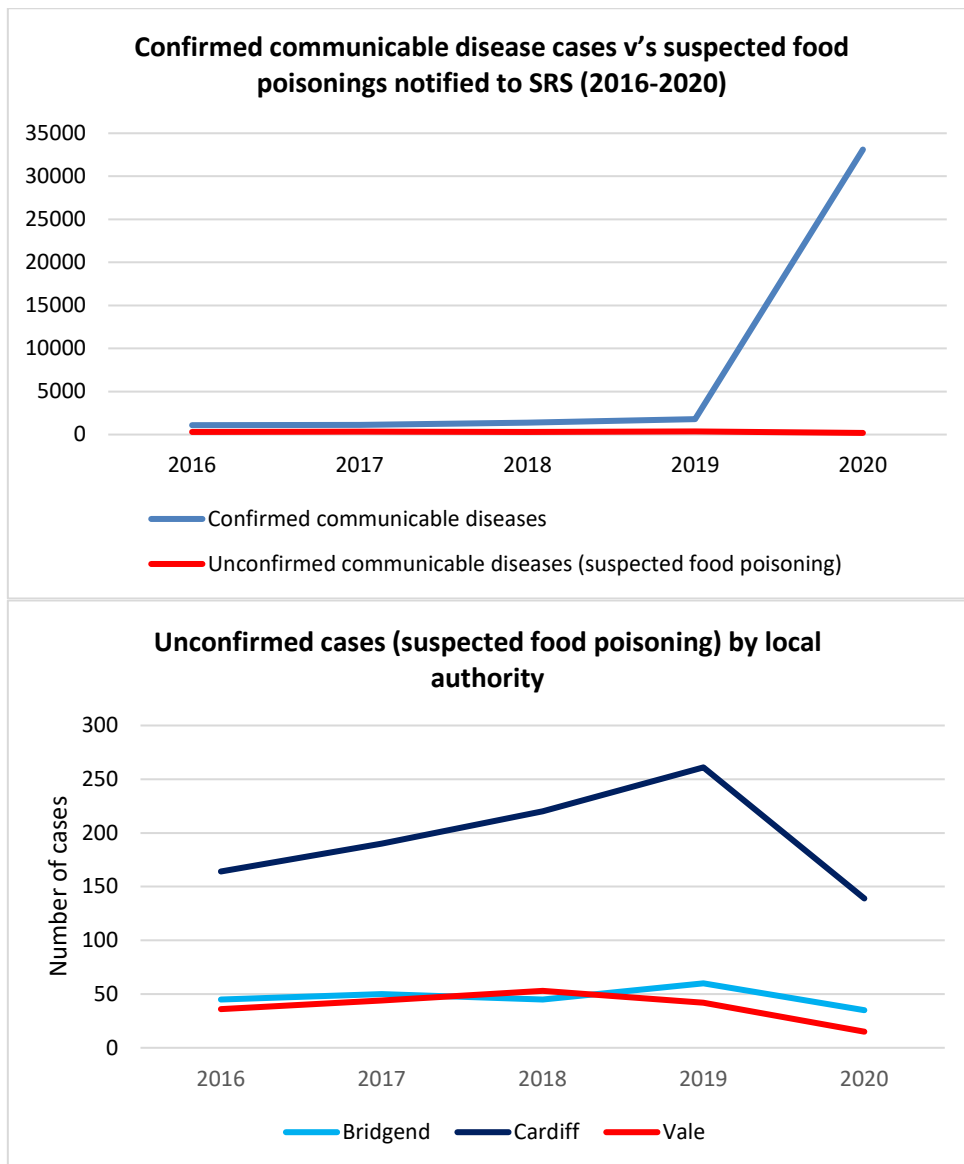 Confirmed communicable disease cases v’s suspected food
poisonings notified to SRS (2016-2020)
35000
30000
25000
20000
15000
10000
5000
0
2016 2017 2018 2019 2020
Confirmed communicable diseases
Unconfirmed communicable diseases (suspected food poisoning)
Unconfirmed cases (suspected food poisoning) by local
authority
Number of cases
300
250
200
150
100
50
0
2016 2017 2018 2019 2020
Bridgend Cardiff Vale